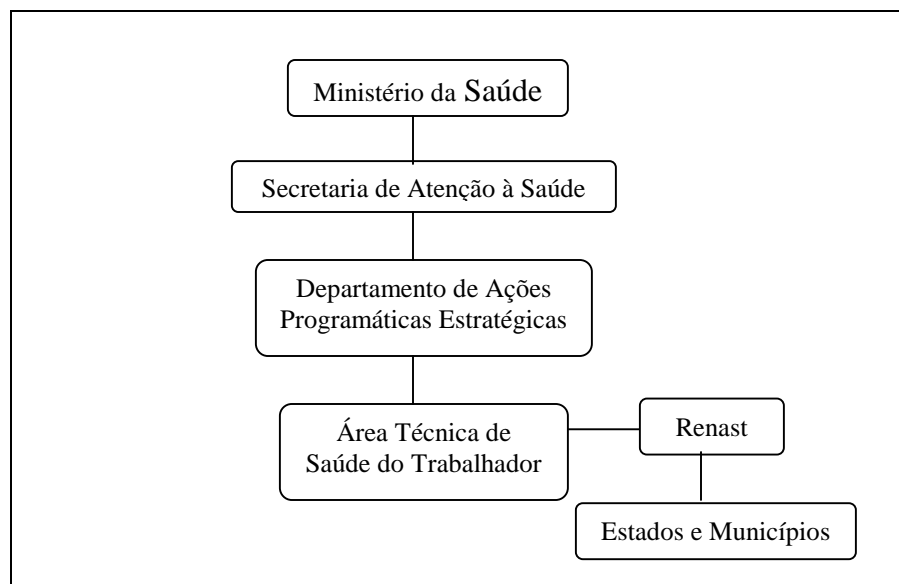 Ministério da Saúde
Secretaria de Atenção à Saúde
Departamento de Ações
Programáticas Estratégicas
Área Técnica de
Saúde do Trabalhador
Renast
Estados e Municípios